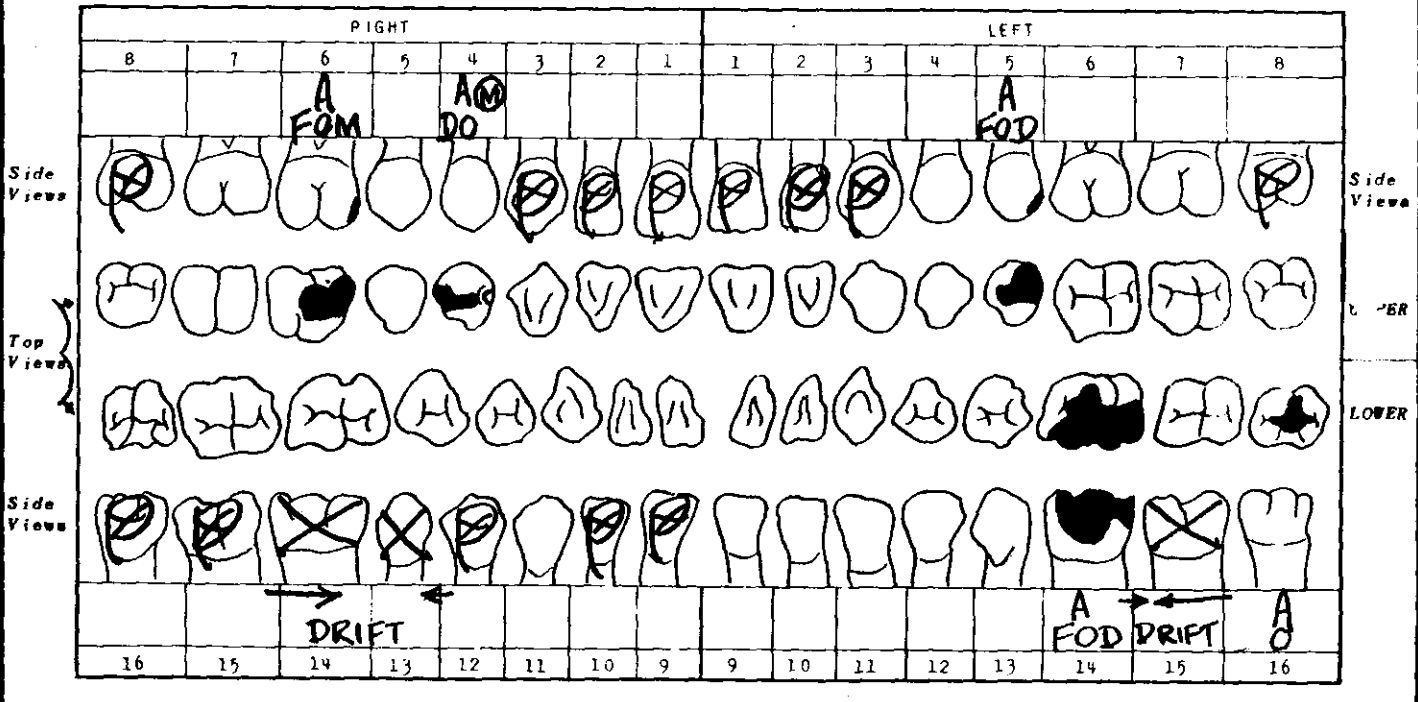 RIGHT LEFT
8 7 6 5 4 3 2 1 1 2 3 4 5 6 7 8
A A Ⓜ A
FOM DO FOD
Side Views Side Views
Top Views
LOWER
Side Views
DRIFT A FOD DRIFT A O
16 15 14 13 12 11 10 9 9 10 11 12 13 14 15 16